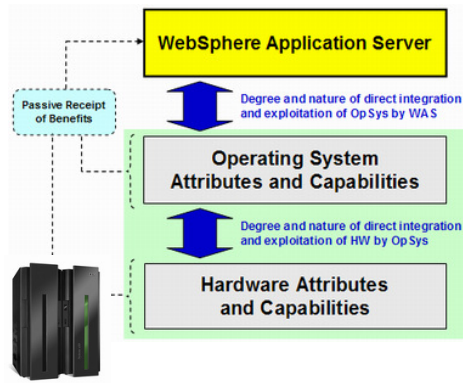 WebSphere Application Server
Passive Receipt
of Benefits
Degree and nature of direct integration
and exploitation of OpSys by WAS
Operating System
Attributes and Capabilities
Degree and nature of direct integration
and exploitation of HW by OpSys
Hardware Attributes
and Capabilities